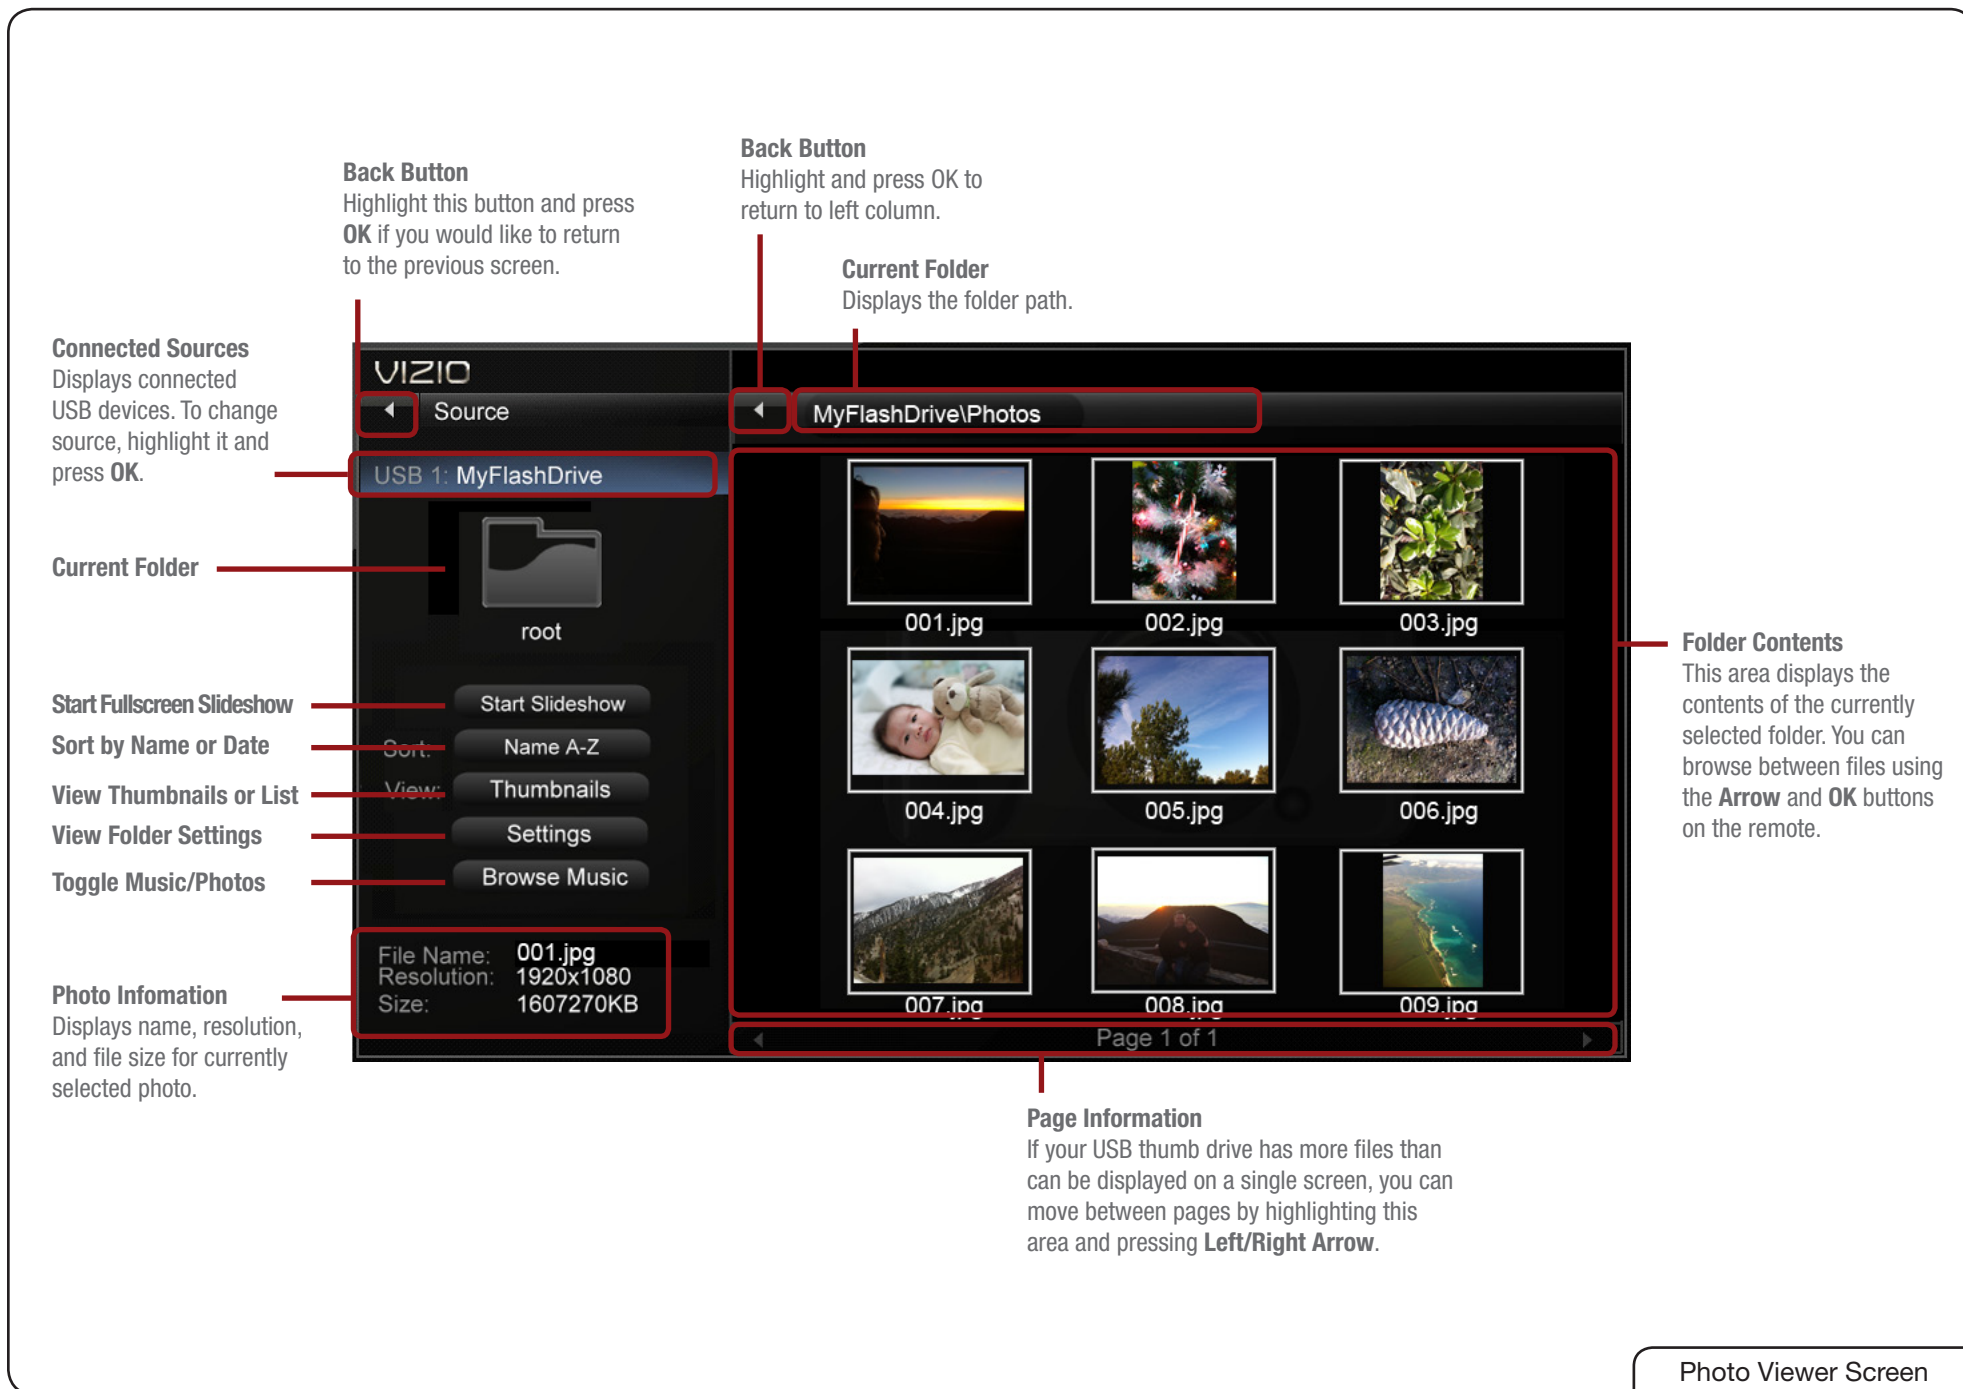 Back Button
Highlight this button and press
OK if you would like to return
to the previous screen.
Back Button
Highlight and press OK to
return to left column.
Current Folder
Displays the folder path.
Connected Sources
Displays connected
USB devices. To change
source, highlight it and
press OK.
Current Folder
Start Fullscreen Slideshow
Sort by Name or Date
View Thumbnails or List
View Folder Settings
Toggle Music/Photos
Photo Infomation
Displays name, resolution,
and file size for currently
selected photo.
VIZIO
Source
USB 1: MyFlashDrive
root
Start Slideshow
Sort: Name A-Z
View: Thumbnails
Settings
Browse Music
File Name: 001.jpg
Resolution: 1920x1080
Size: 1607270KB
MyFlashDrive\Photos
001.jpg 002.jpg 003.jpg
004.jpg 005.jpg 006.jpg
007.jpg 008.jpg 009.jpg
Page 1 of 1
Folder Contents
This area displays the
contents of the currently
selected folder. You can
browse between files using
the Arrow and OK buttons
on the remote.
Page Information
If your USB thumb drive has more files than
can be displayed on a single screen, you can
move between pages by highlighting this
area and pressing Left/Right Arrow.
Photo Viewer Screen